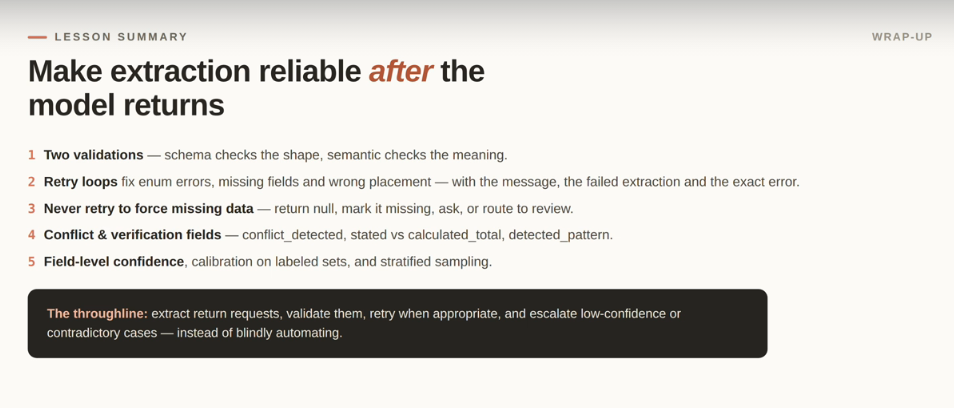 LESSON SUMMARY
WRAP-UP
Make extraction reliable after the
model returns
1 Two validations — schema checks the shape, semantic checks the meaning.
2 Retry loops fix enum errors, missing fields and wrong placement — with the message, the failed extraction and the exact error.
3 Never retry to force missing data — return null, mark it missing, ask, or route to review.
4 Conflict & verification fields — conflict_detected, stated vs calculated_total, detected_pattern.
5 Field-level confidence, calibration on labeled sets, and stratified sampling.
The throughline: extract return requests, validate them, retry when appropriate, and escalate low-confidence or
contradictory cases — instead of blindly automating.